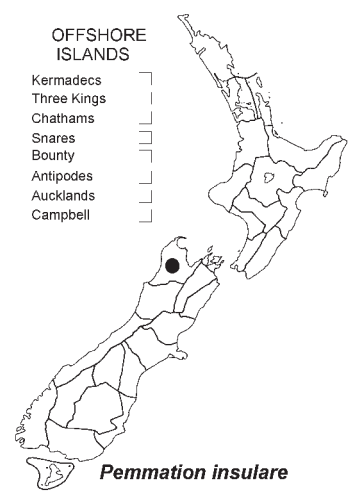 OFFSHORE
ISLANDS
Kermadecs
Three Kings
Chathams
Snares
Bounty
Antipodes
Aucklands
Campbell
Pemmation insulare